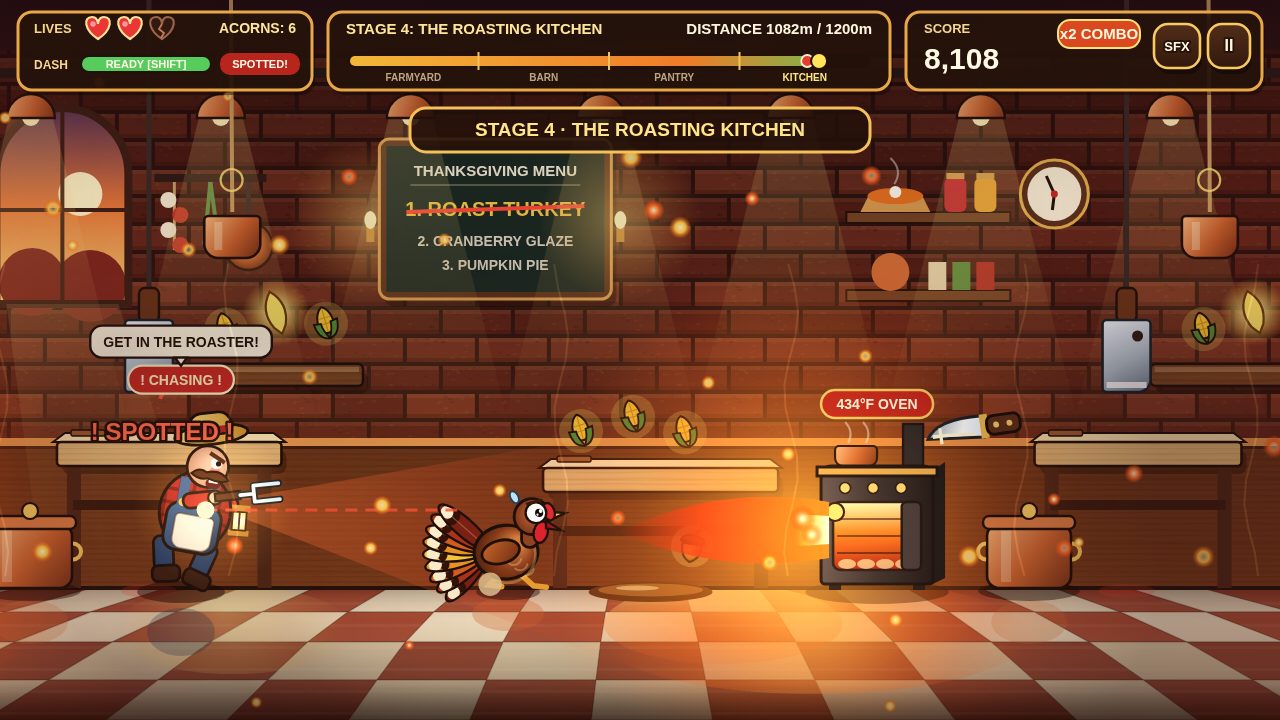 LIVES
ACORNS: 6
DASH
READY [SHIFT]
SPOTTED!
STAGE 4: THE ROASTING KITCHEN
DISTANCE 1082m / 1200m
FARMYARD
BARN
PANTRY
KITCHEN
SCORE
8,108
x2 COMBO
SFX
II
STAGE 4 · THE ROASTING KITCHEN
THANKSGIVING MENU
1. ROAST TURKEY
2. CRANBERRY GLAZE
3. PUMPKIN PIE
GET IN THE ROASTER!
! CHASING !
! SPOTTED !
434°F OVEN